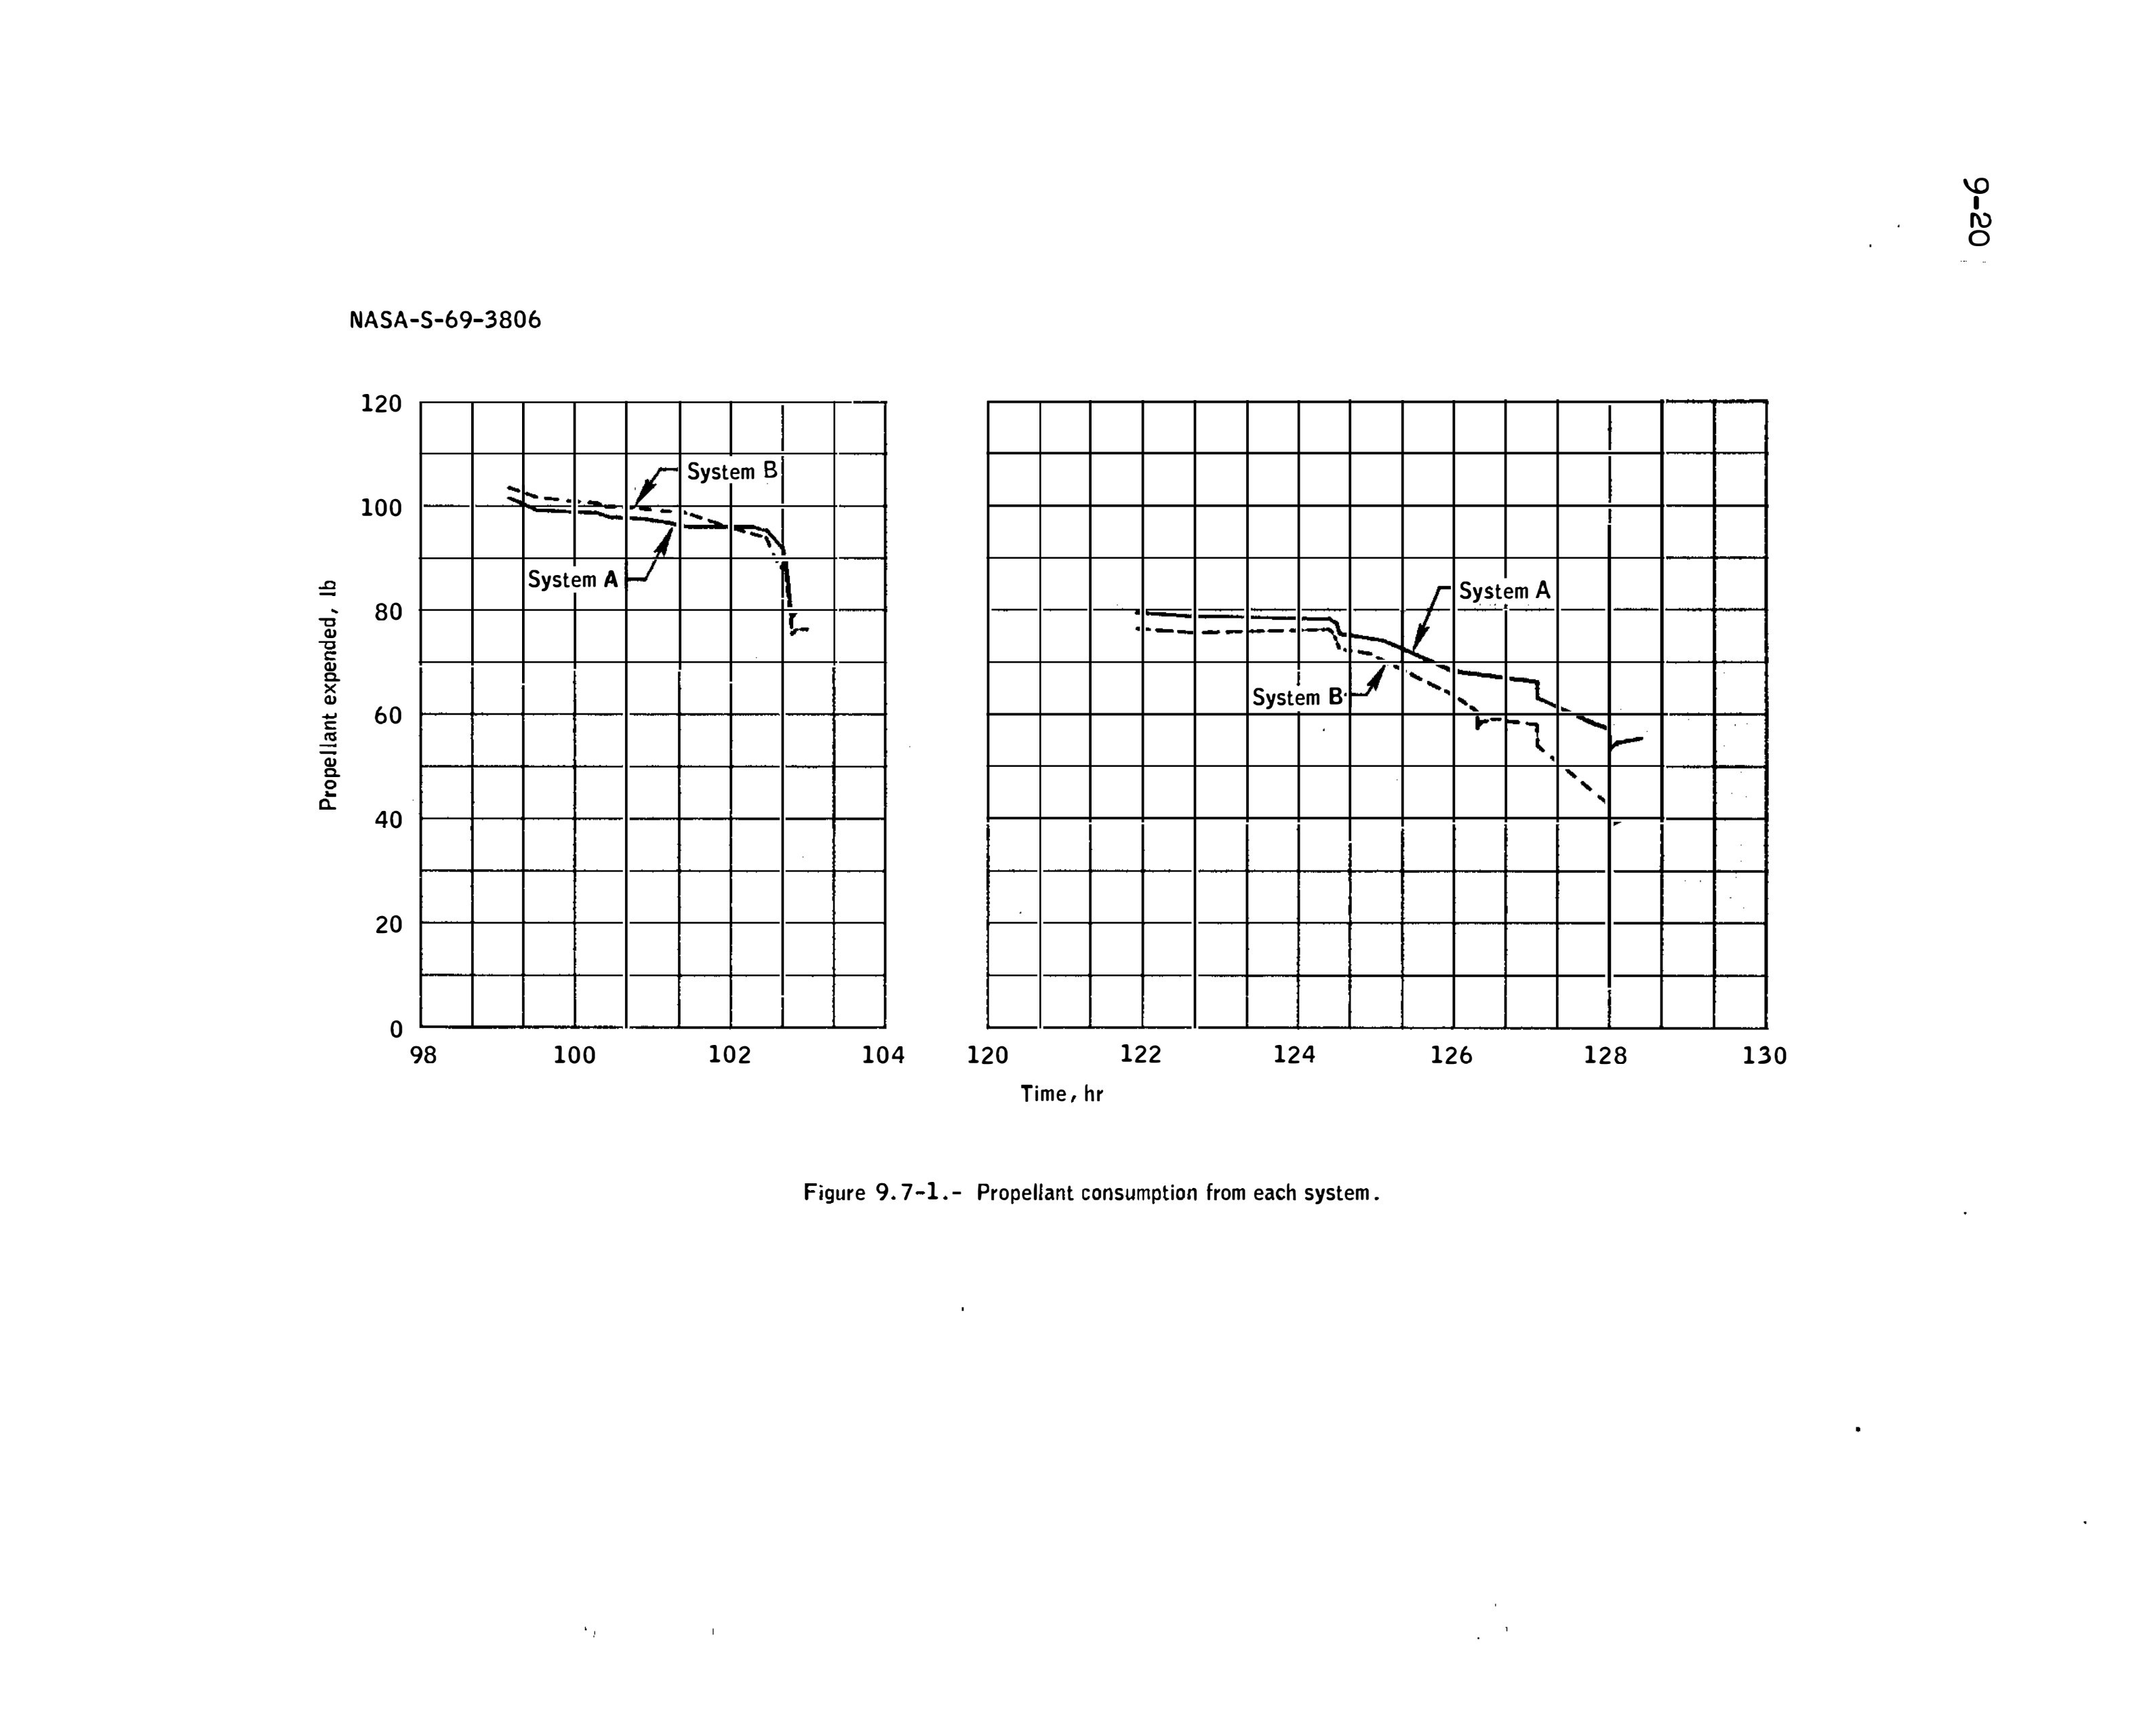 9-20
NASA-S-69-3806
Propellant expended, lb
120
100
80
60
40
20
0
System B
System A
98 100 102 104
System A
System B
120 122 124 126 128 130
Time, hr
Figure 9.7-1.- Propellant consumption from each system.